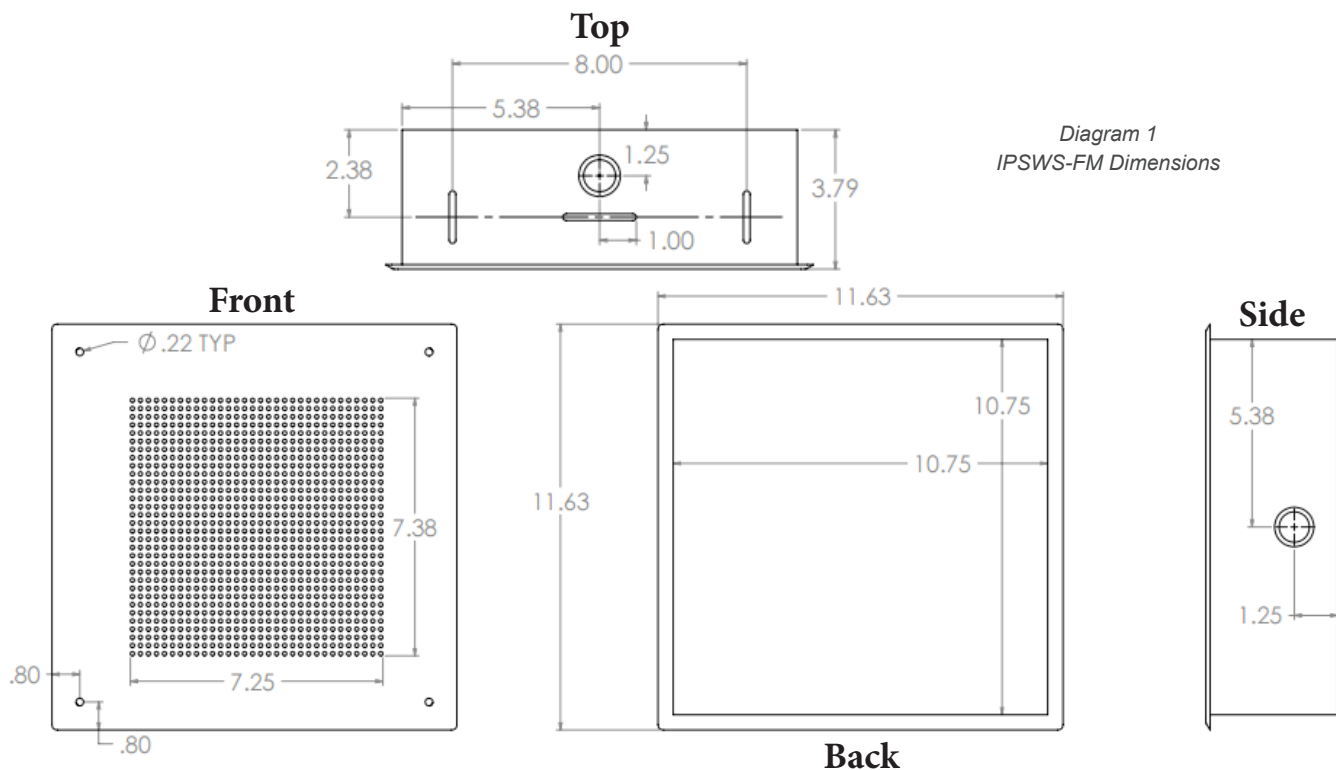 Top
8.00
5.38
2.38
1.25
3.79
1.00
Diagram 1
IPSWS-FM Dimensions
Front
Ø .22 TYP
7.38
7.25
.80
.80
11.63
11.63
10.75
10.75
Back
Side
5.38
1.25